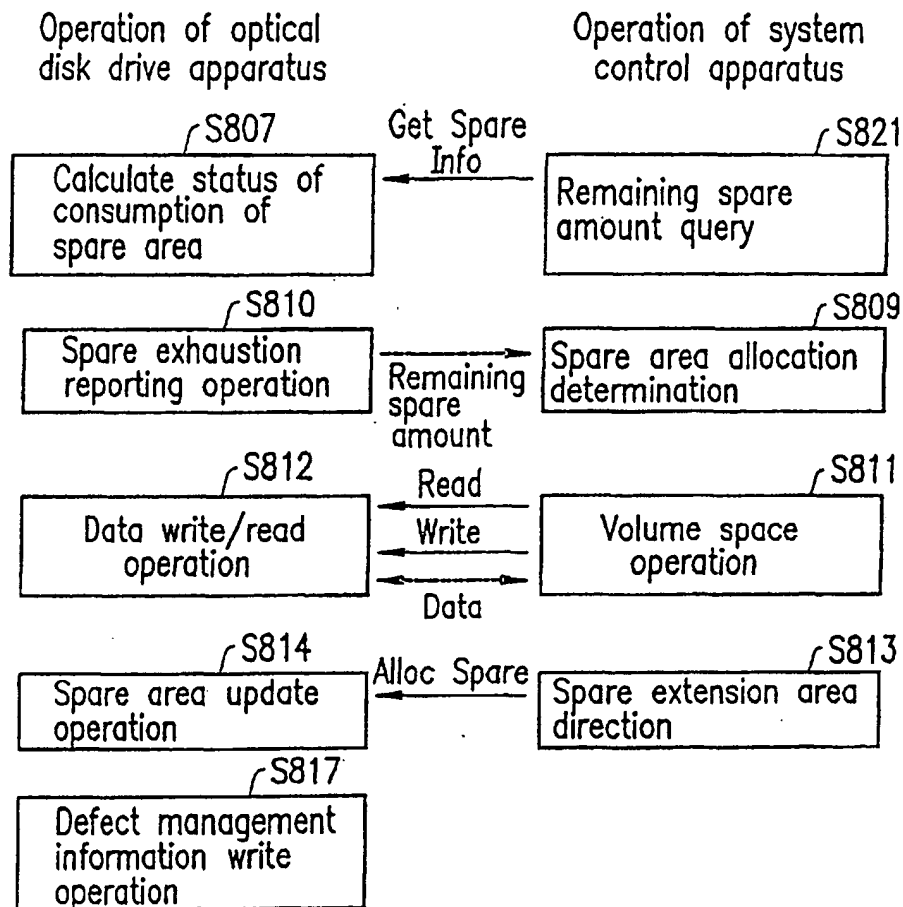 Operation of optical
disk drive apparatus
Operation of system
control apparatus
S807
Calculate status of
consumption of
spare area
Get Spare
Info
S821
Remaining spare
amount query
S810
Spare exhaustion
reporting operation
Remaining
spare
amount
S809
Spare area allocation
determination
S812
Data write/read
operation
Read
Write
Data
S811
Volume space
operation
S814
Spare area update
operation
Alloc Spare
S813
Spare extension area
direction
S817
Defect management
information write
operation